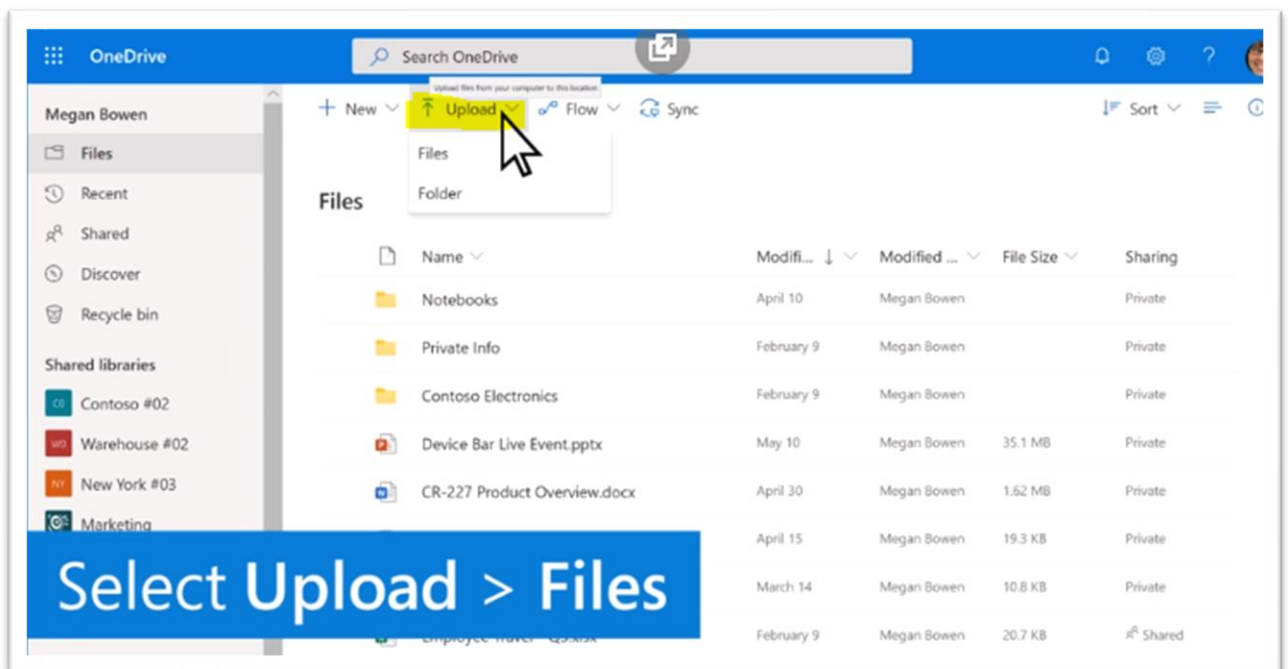 OneDrive
Search OneDrive
Upload files from your computer to this location
Megan Bowen
New Upload Flow Sync Sort
Files
Recent
Shared
Discover
Recycle bin
Shared libraries
CO Contoso #02
WO Warehouse #02
NY New York #03
Marketing
Files
Folder
Files
Name Modifi... Modified ... File Size Sharing
Notebooks April 10 Megan Bowen Private
Private Info February 9 Megan Bowen Private
Contoso Electronics February 9 Megan Bowen Private
Device Bar Live Event.pptx May 10 Megan Bowen 35.1 MB Private
CR-227 Product Overview.docx April 30 Megan Bowen 1.62 MB Private
April 15 Megan Bowen 19.3 KB Private
March 14 Megan Bowen 10.8 KB Private
February 9 Megan Bowen 20.7 KB Shared
Select Upload > Files